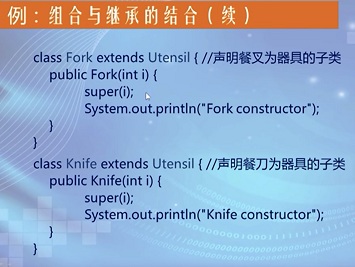 例：组合与继承的结合（续）
class Fork extends Utensil { //声明餐叉为器具的子类
public Fork(int i) {
super(i);
System.out.println("Fork constructor");
}
}
class Knife extends Utensil { //声明餐刀为器具的子类
public Knife(int i) {
super(i);
System.out.println("Knife constructor");
}
}